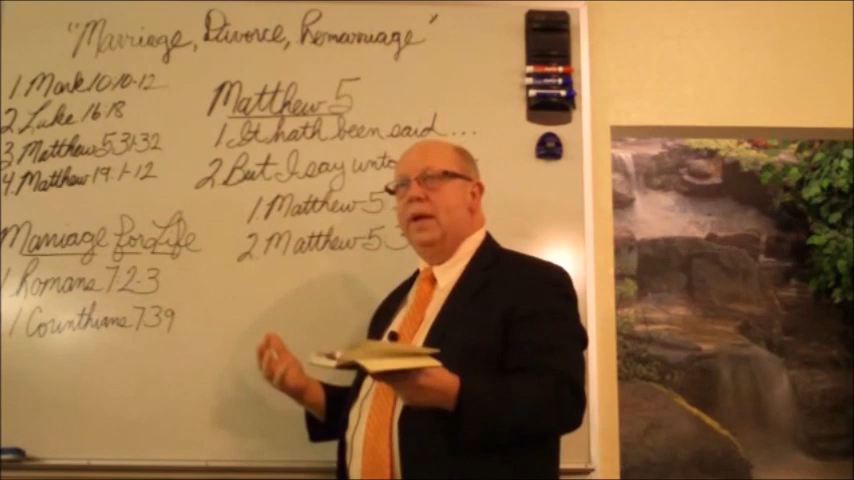 "Marriage, Divorce, Remarriage"
1 Mark 10:10-12
2 Luke 16:18
3 Matthew 5:31-32
4. Matthew 19:1-12
Marriage for Life
1 Romans 7:2-3
1 Corinthians 7:39
Matthew 5
1. It hath been said ...
2. But I say unto
1 Matthew 5
2. Matthew 5:3